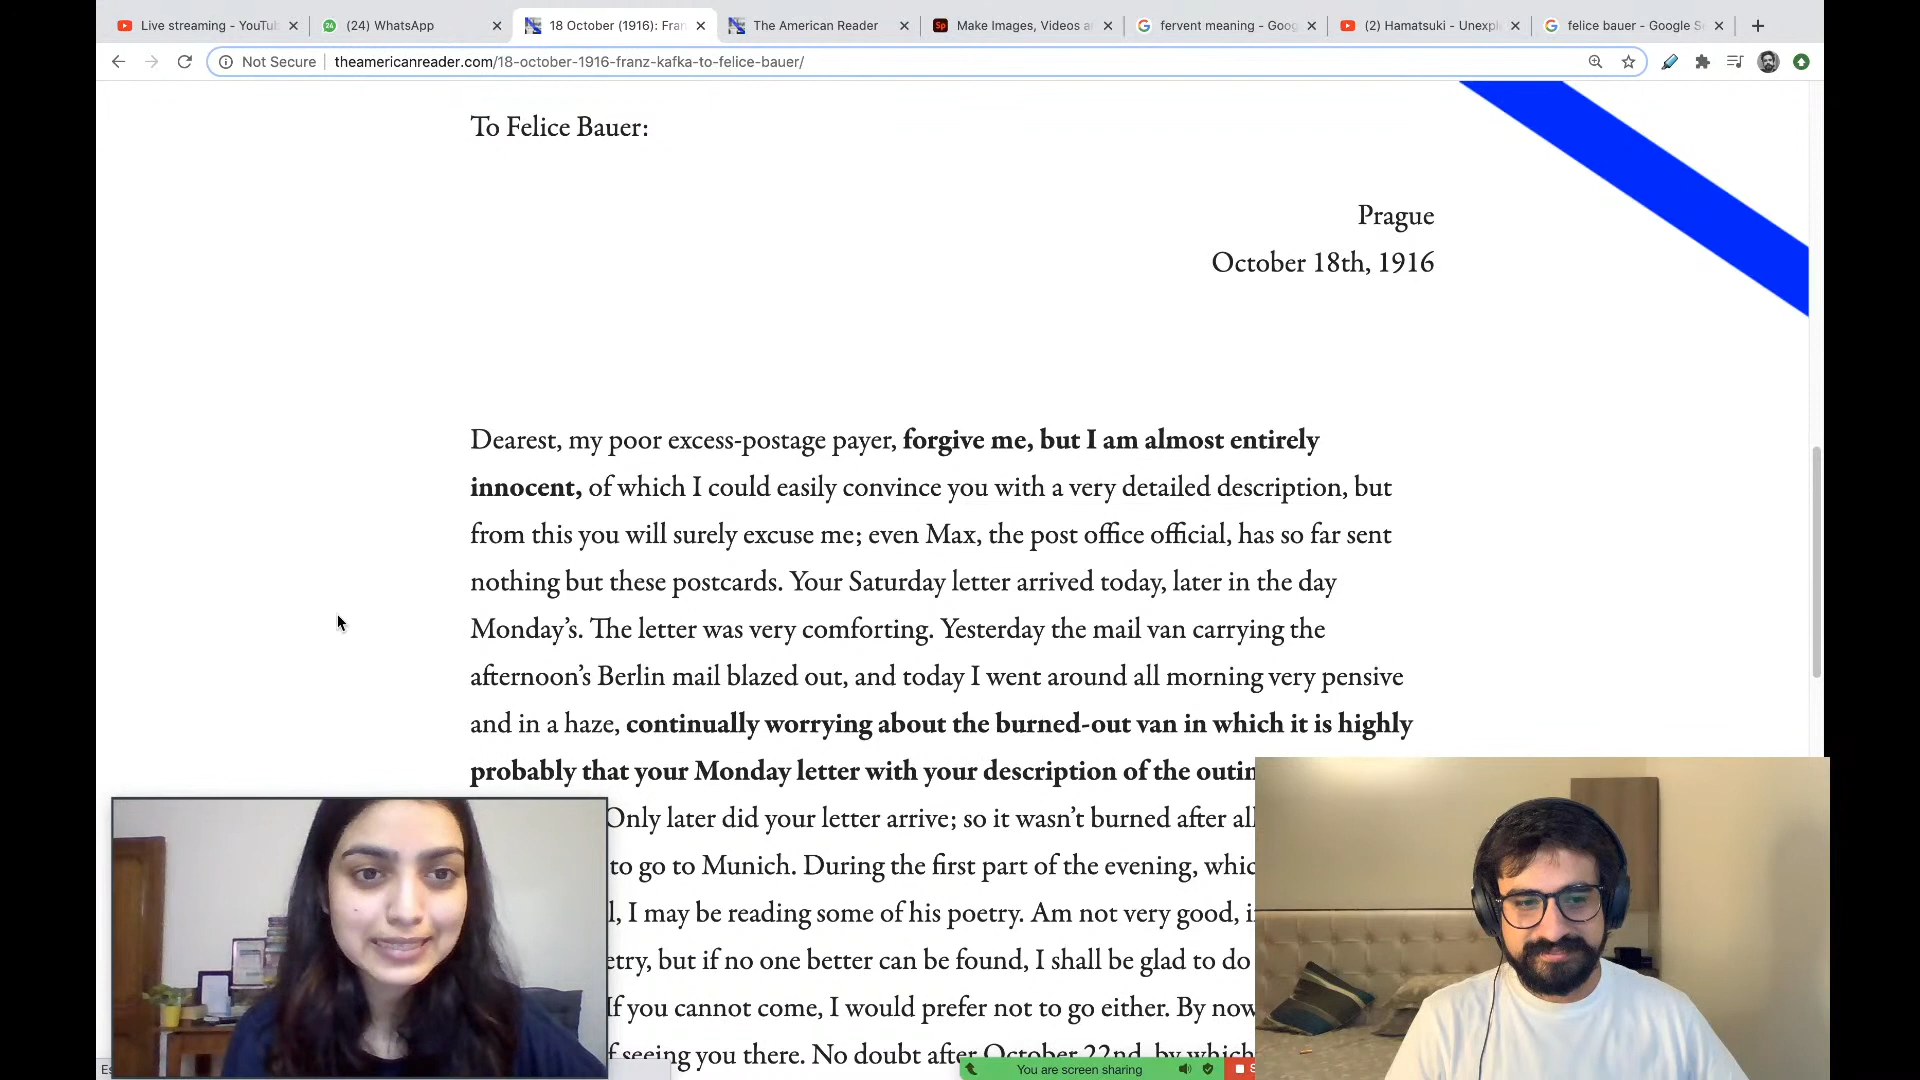 Live streaming - YouTu
(24) WhatsApp
18 October (1916): Fran
The American Reader
Make Images, Videos a
fervent meaning - Goog
(2) Hamatsuki - Unexpl
felice bauer - Google S
Not Secure
theamericanreader.com/18-october-1916-franz-kafka-to-felice-bauer/
To Felice Bauer:
Prague
October 18th, 1916
Dearest, my poor excess-postage payer, forgive me, but I am almost entirely
innocent, of which I could easily convince you with a very detailed description, but
from this you will surely excuse me; even Max, the post office official, has so far sent
nothing but these postcards. Your Saturday letter arrived today, later in the day
Monday’s. The letter was very comforting. Yesterday the mail van carrying the
afternoon’s Berlin mail blazed out, and today I went around all morning very pensive
and in a haze, continually worrying about the burned-out van in which it is highly
probably that your Monday letter with your description of the outin
Only later did your letter arrive; so it wasn’t burned after all
to go to Munich. During the first part of the evening, whic
l, I may be reading some of his poetry. Am not very good, i
etry, but if no one better can be found, I shall be glad to do
If you cannot come, I would prefer not to go either. By now
f seeing you there. No doubt after October 22nd, by which
Es
You are screen sharing
S